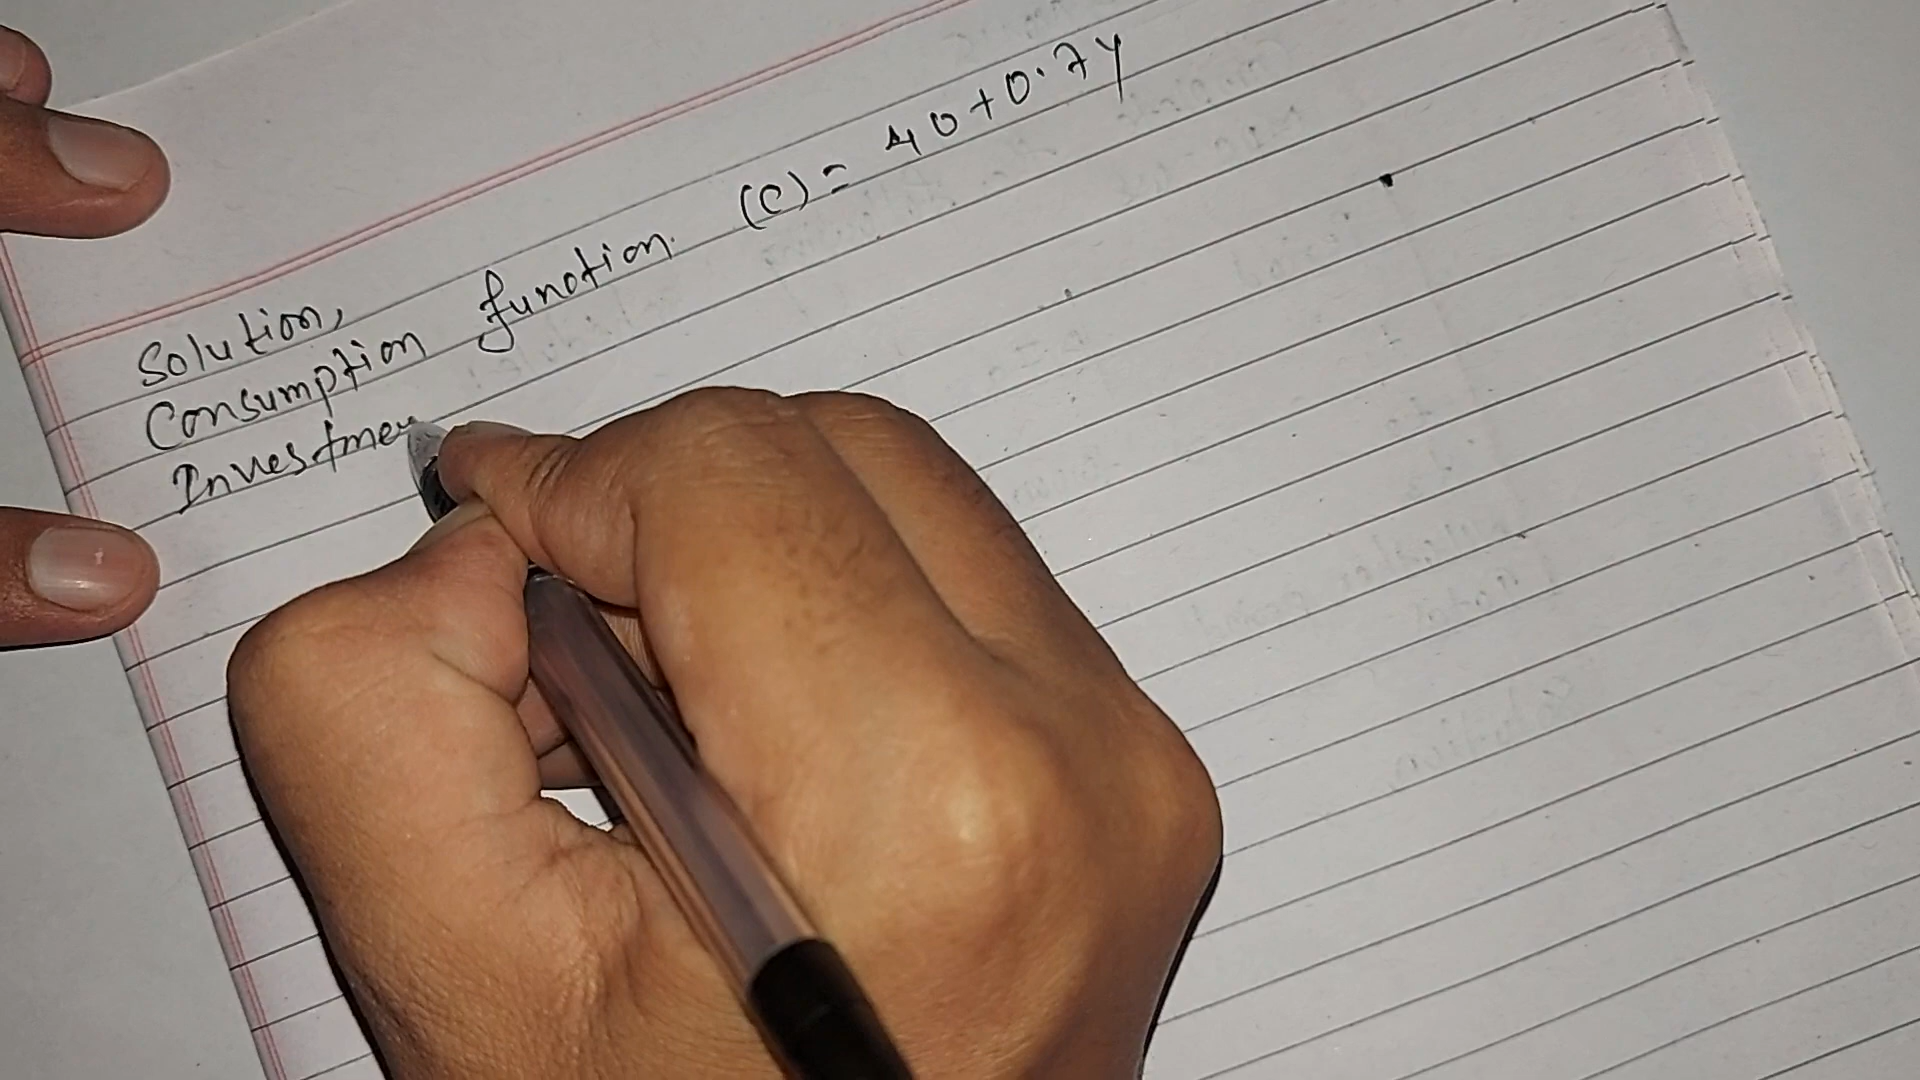 Solution,
Consumption function (C) = 40+0.7Y
Investmen